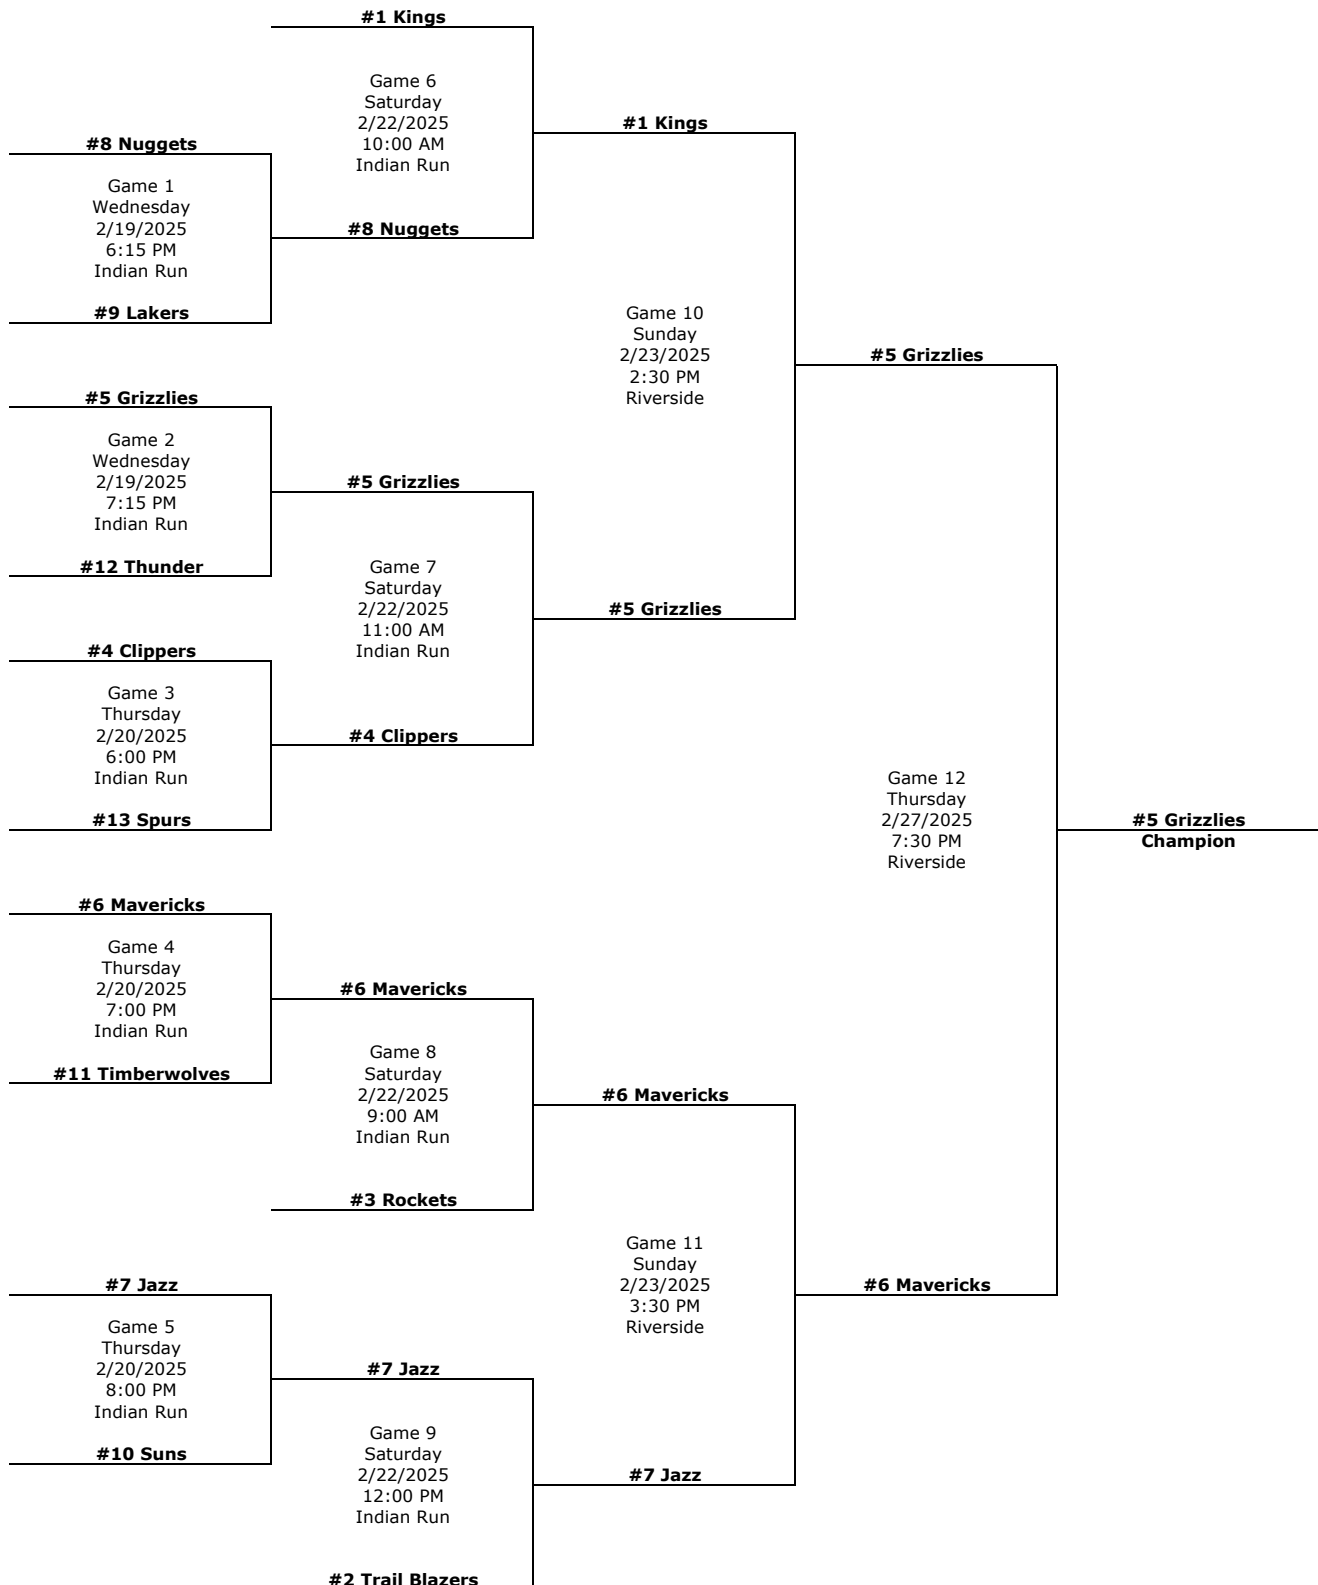 #1 Kings
Game 6
Saturday
2/22/2025
10:00 AM
Indian Run
#1 Kings
#8 Nuggets
Game 1
Wednesday
2/19/2025
6:15 PM
Indian Run
#8 Nuggets
#9 Lakers
Game 10
Sunday
2/23/2025
2:30 PM
Riverside
#5 Grizzlies
#5 Grizzlies
Game 2
Wednesday
2/19/2025
7:15 PM
Indian Run
#5 Grizzlies
#12 Thunder
Game 7
Saturday
2/22/2025
11:00 AM
Indian Run
#5 Grizzlies
#4 Clippers
Game 3
Thursday
2/20/2025
6:00 PM
Indian Run
#4 Clippers
#13 Spurs
Game 12
Thursday
2/27/2025
7:30 PM
Riverside
#5 Grizzlies
Champion
#6 Mavericks
Game 4
Thursday
2/20/2025
7:00 PM
Indian Run
#6 Mavericks
#11 Timberwolves
Game 8
Saturday
2/22/2025
9:00 AM
Indian Run
#6 Mavericks
#3 Rockets
Game 11
Sunday
2/23/2025
3:30 PM
Riverside
#6 Mavericks
#7 Jazz
Game 5
Thursday
2/20/2025
8:00 PM
Indian Run
#7 Jazz
#10 Suns
Game 9
Saturday
2/22/2025
12:00 PM
Indian Run
#7 Jazz
#2 Trail Blazers